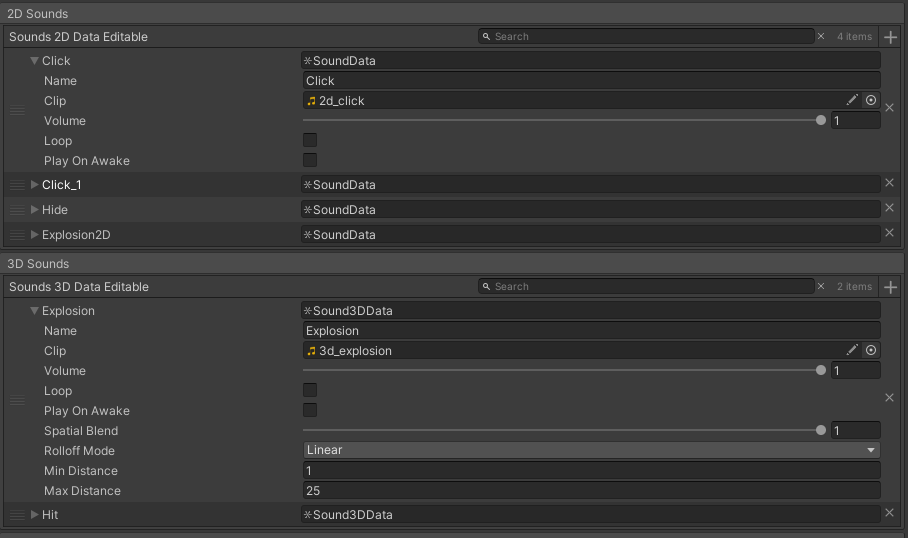 2D Sounds
Sounds 2D Data Editable Search 4 items
Click SoundData
Name Click
Clip 2d_click
Volume 1
Loop
Play On Awake
Click_1 SoundData
Hide SoundData
Explosion2D SoundData
3D Sounds
Sounds 3D Data Editable Search 2 items
Explosion Sound3DData
Name Explosion
Clip 3d_explosion
Volume 1
Loop
Play On Awake
Spatial Blend 1
Rolloff Mode Linear
Min Distance 1
Max Distance 25
Hit Sound3DData